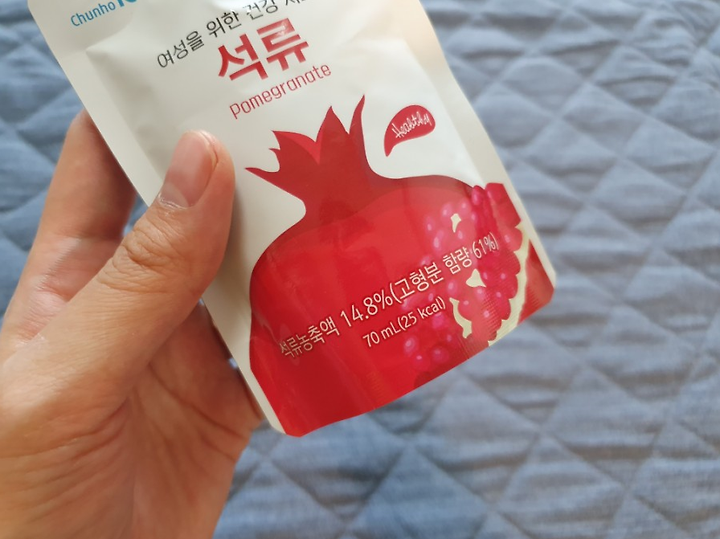 Chunho
여성을 위한 건강
석류
Pomegranate
Healthy
석류농축액 14.8%(고형분 함량 61%)
70 mL(25 kcal)